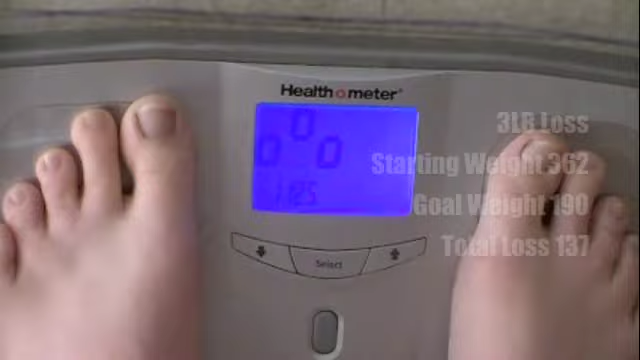 Health o meter®
3LB Loss
Starting Weight 362
Goal Weight 190
Total Loss 137
Select